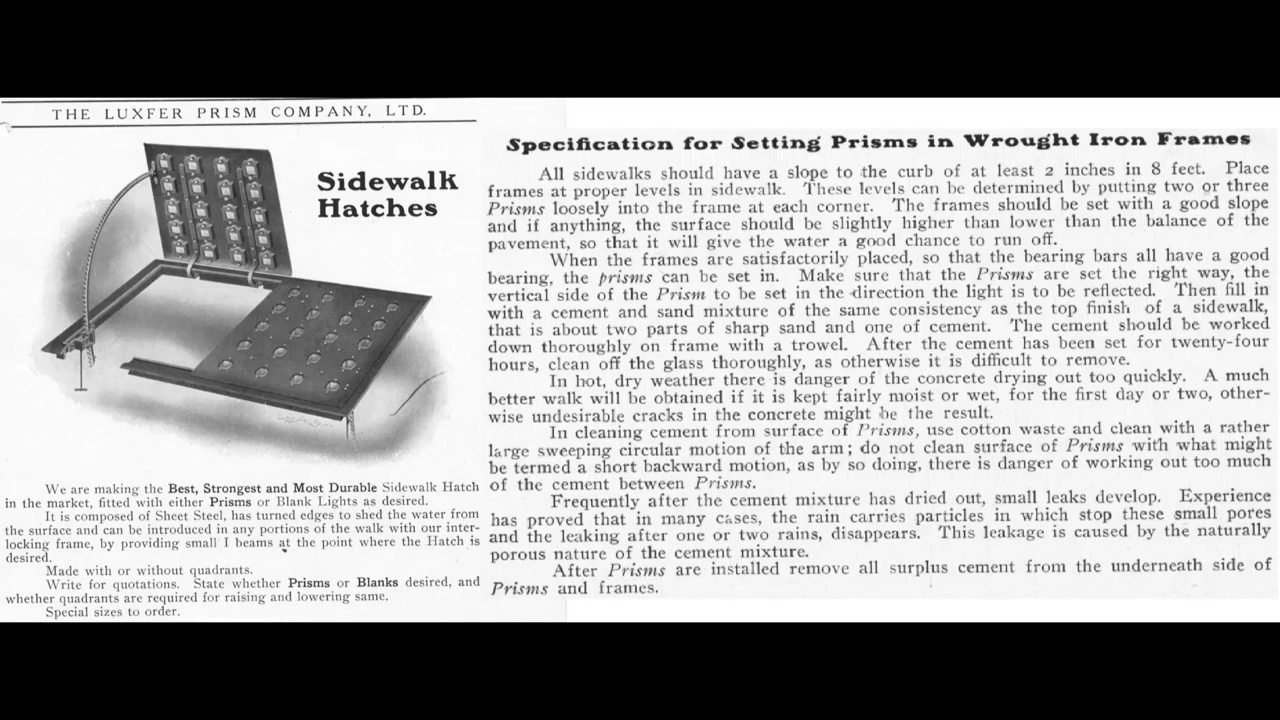 THE LUXFER PRISM COMPANY, LTD.
Sidewalk
Hatches
We are making the Best, Strongest and Most Durable Sidewalk Hatch
in the market, fitted with either Prisms or Blank Lights as desired.
It is composed of Sheet Steel, has turned edges to shed the water from
the surface and can be introduced in any portions of the walk with our inter-
locking frame, by providing small I beams at the point where the Hatch is
desired.
Made with or without quadrants.
Write for quotations. State whether Prisms or Blanks desired, and
whether quadrants are required for raising and lowering same.
Special sizes to order.
Specification for Setting Prisms in Wrought Iron Frames
All sidewalks should have a slope to the curb of at least 2 inches in 8 feet. Place
frames at proper levels in sidewalk. These levels can be determined by putting two or three
Prisms loosely into the frame at each corner. The frames should be set with a good slope
and if anything, the surface should be slightly higher than lower than the balance of the
pavement, so that it will give the water a good chance to run off.
When the frames are satisfactorily placed, so that the bearing bars all have a good
bearing, the prisms can be set in. Make sure that the Prisms are set the right way, the
vertical side of the Prism to be set in the direction the light is to be reflected. Then fill in
with a cement and sand mixture of the same consistency as the top finish of a sidewalk,
that is about two parts of sharp sand and one of cement. The cement should be worked
down thoroughly on frame with a trowel. After the cement has been set for twenty-four
hours, clean off the glass thoroughly, as otherwise it is difficult to remove.
In hot, dry weather there is danger of the concrete drying out too quickly. A much
better walk will be obtained if it is kept fairly moist or wet, for the first day or two, other-
wise undesirable cracks in the concrete might be the result.
In cleaning cement from surface of Prisms, use cotton waste and clean with a rather
large sweeping circular motion of the arm; do not clean surface of Prisms with what might
be termed a short backward motion, as by so doing, there is danger of working out too much
of the cement between Prisms.
Frequently after the cement mixture has dried out, small leaks develop. Experience
has proved that in many cases, the rain carries particles in which stop these small pores
and the leaking after one or two rains, disappears. This leakage is caused by the naturally
porous nature of the cement mixture.
After Prisms are installed remove all surplus cement from the underneath side of
Prisms and frames.